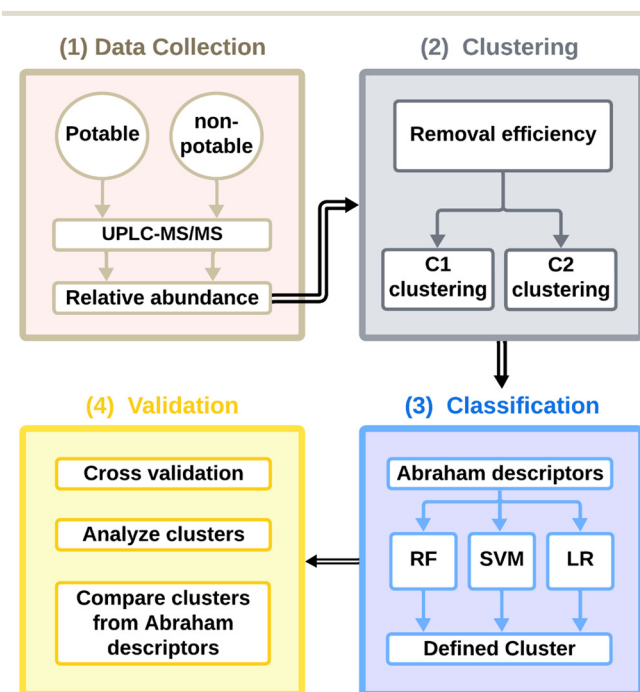 (1) Data Collection
Potable
non-
potable
UPLC-MS/MS
Relative abundance
(2) Clustering
Removal efficiency
C1
clustering
C2
clustering
(3) Classification
Abraham descriptors
RF
SVM
LR
Defined Cluster
(4) Validation
Cross validation
Analyze clusters
Compare clusters
from Abraham
descriptors